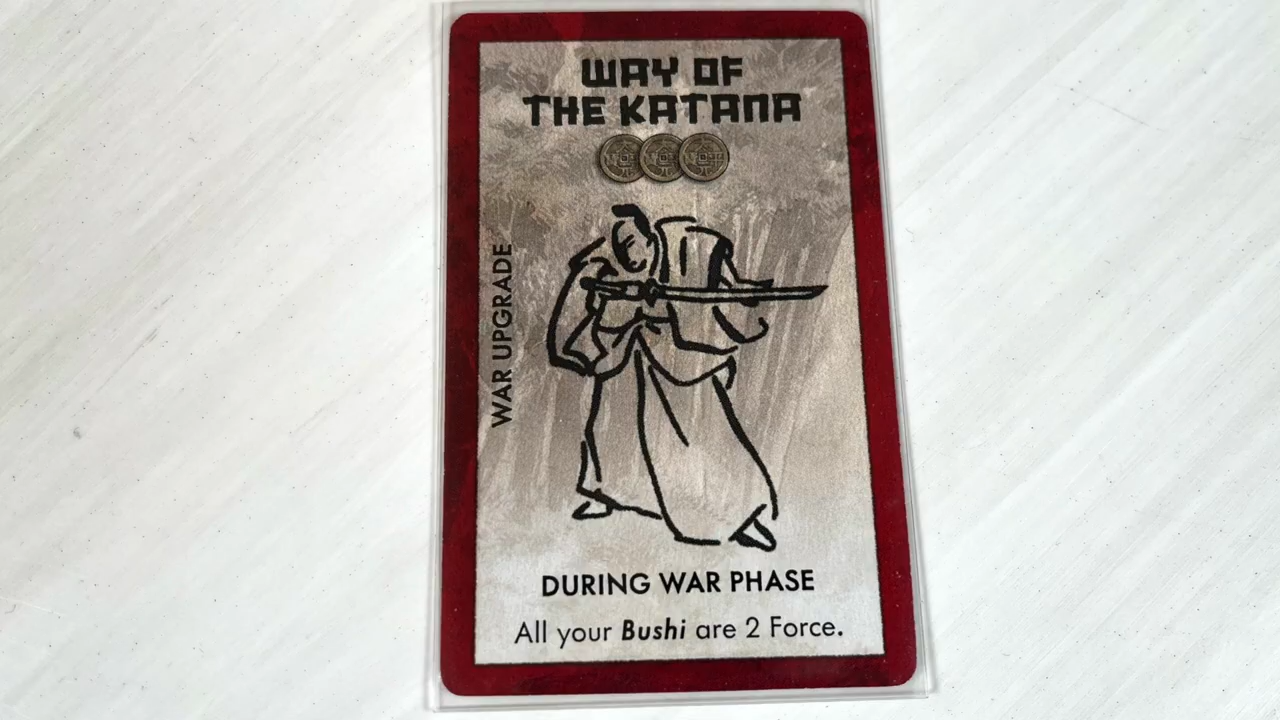 WAY OF
THE KATANA
WAR UPGRADE
DURING WAR PHASE
All your Bushi are 2 Force.